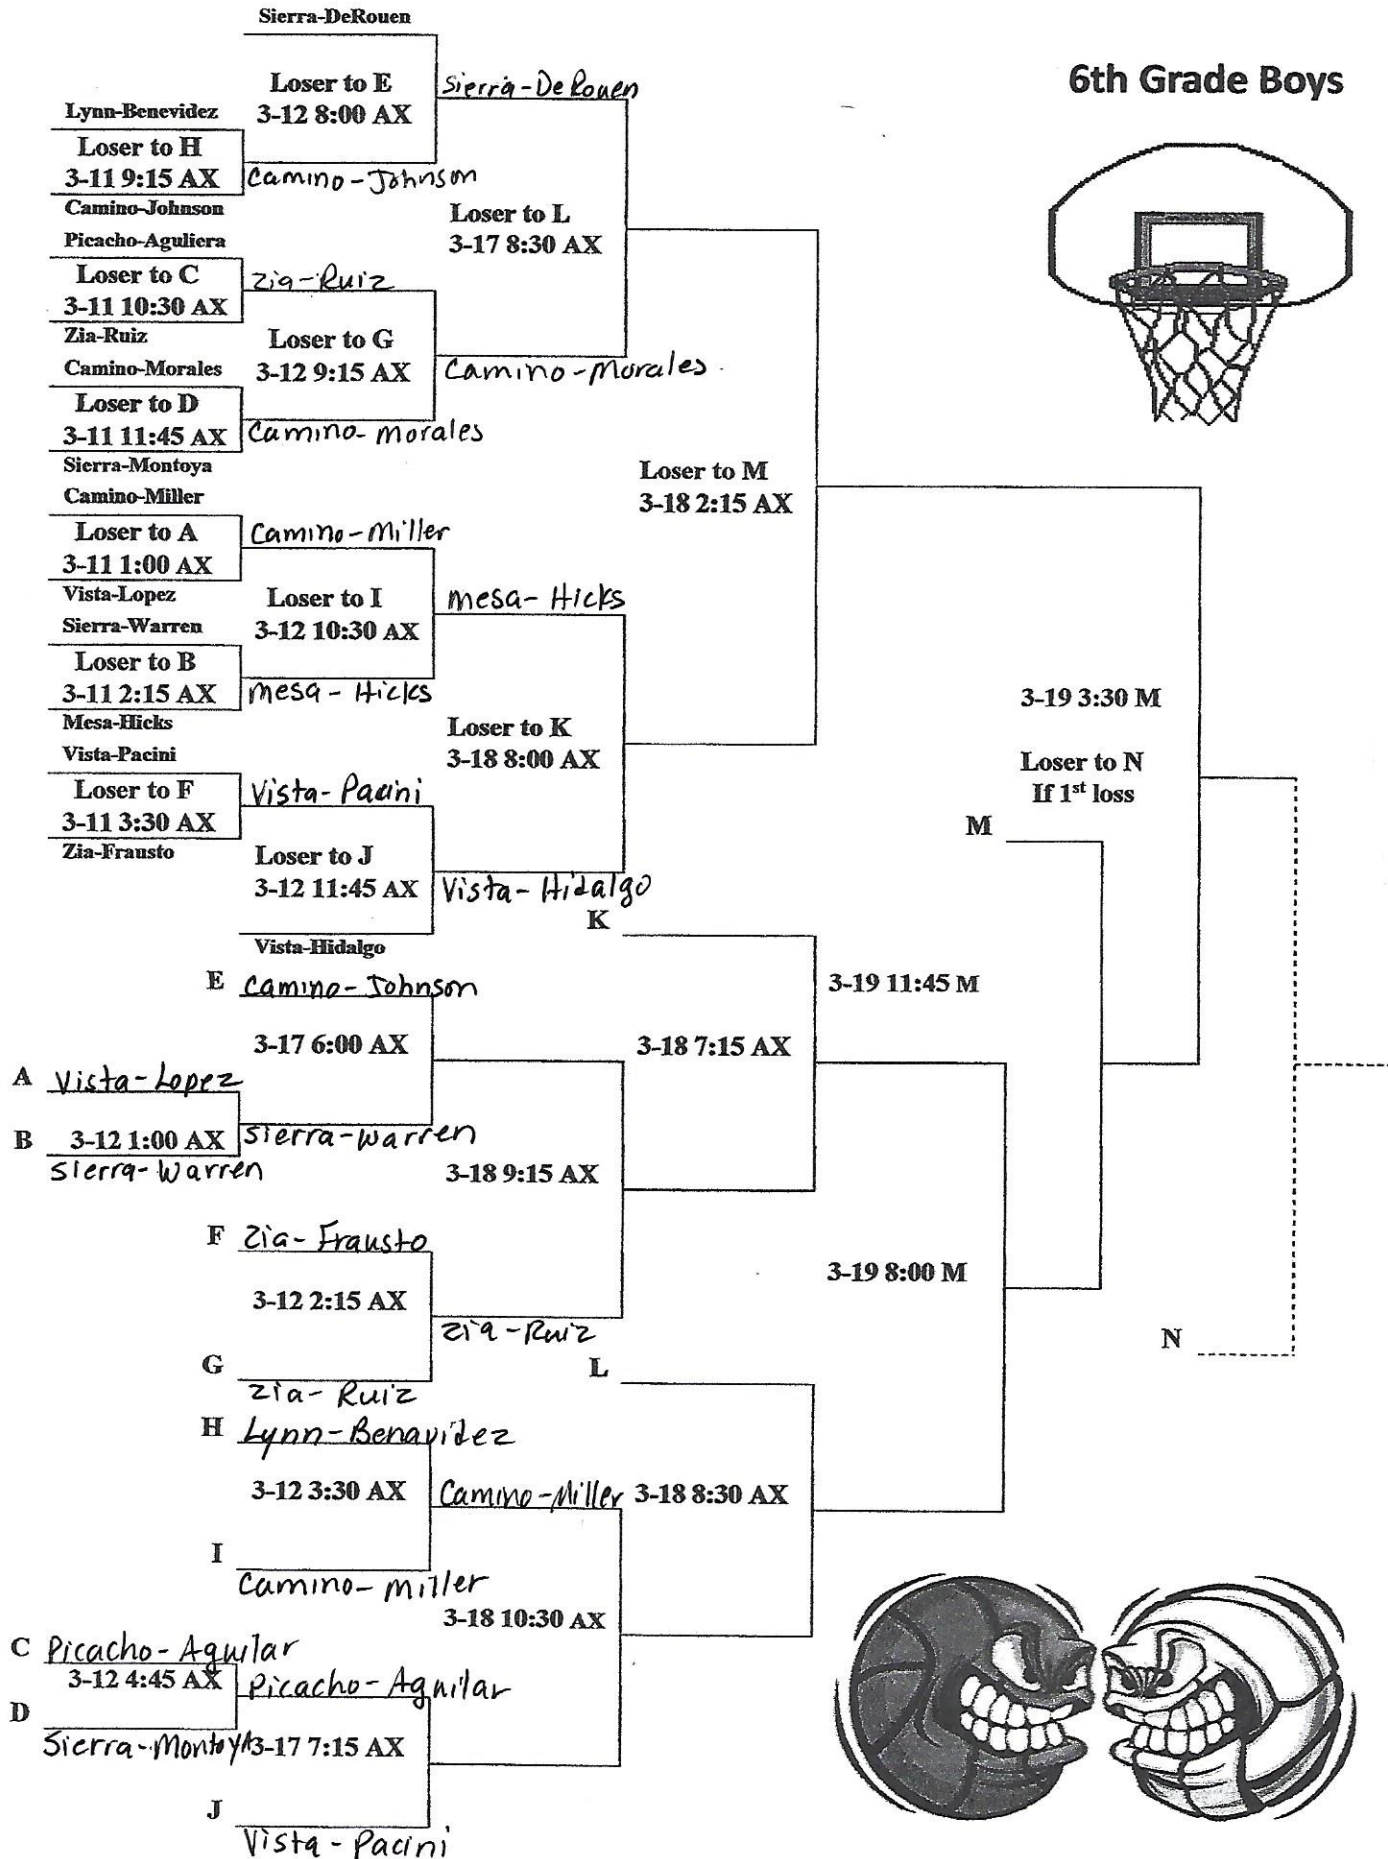 Sierra-DeRouen
6th Grade Boys
Loser to E
3-12 8:00 AX
Sierra-DeRouen
Lynn-Benevidez
Loser to H
3-11 9:15 AX
Camino-Johnson
Camino-Johnson
Loser to L
3-17 8:30 AX
Picacho-Aguliera
Loser to C
3-11 10:30 AX
Zia-Ruiz
Zia-Ruiz
Loser to G
3-12 9:15 AX
Camino-Morales
Camino-Morales
Loser to D
3-11 11:45 AX
Camino-Morales
Sierra-Montoya
Loser to M
3-18 2:15 AX
Camino-Miller
Loser to A
3-11 1:00 AX
Camino-Miller
Vista-Lopez
Loser to I
3-12 10:30 AX
Mesa-Hicks
Sierra-Warren
Loser to B
3-11 2:15 AX
Mesa-Hicks
Mesa-Hicks
Loser to K
3-18 8:00 AX
3-19 3:30 M
Loser to N
If 1st loss
Vista-Pacini
Loser to F
3-11 3:30 AX
Vista-Pacini
Zia-Frausto
Loser to J
3-12 11:45 AX
Vista-Hidalgo
Vista-Hidalgo
M
K
E Camino-Johnson
3-17 6:00 AX
3-19 11:45 M
3-18 7:15 AX
A Vista-Lopez
B 3-12 1:00 AX
Sierra-Warren
Sierra-Warren
3-18 9:15 AX
F Zia-Frausto
3-12 2:15 AX
Zia-Ruiz
3-19 8:00 M
G
Zia-Ruiz
L
N
H Lynn-Benavidez
3-12 3:30 AX
Camino-Miller
3-18 8:30 AX
I
Camino-Miller
3-18 10:30 AX
C Picacho-Aguilar
3-12 4:45 AX
Picacho-Aguilar
D
Sierra-Montoya
3-17 7:15 AX
J
Vista-Pacini